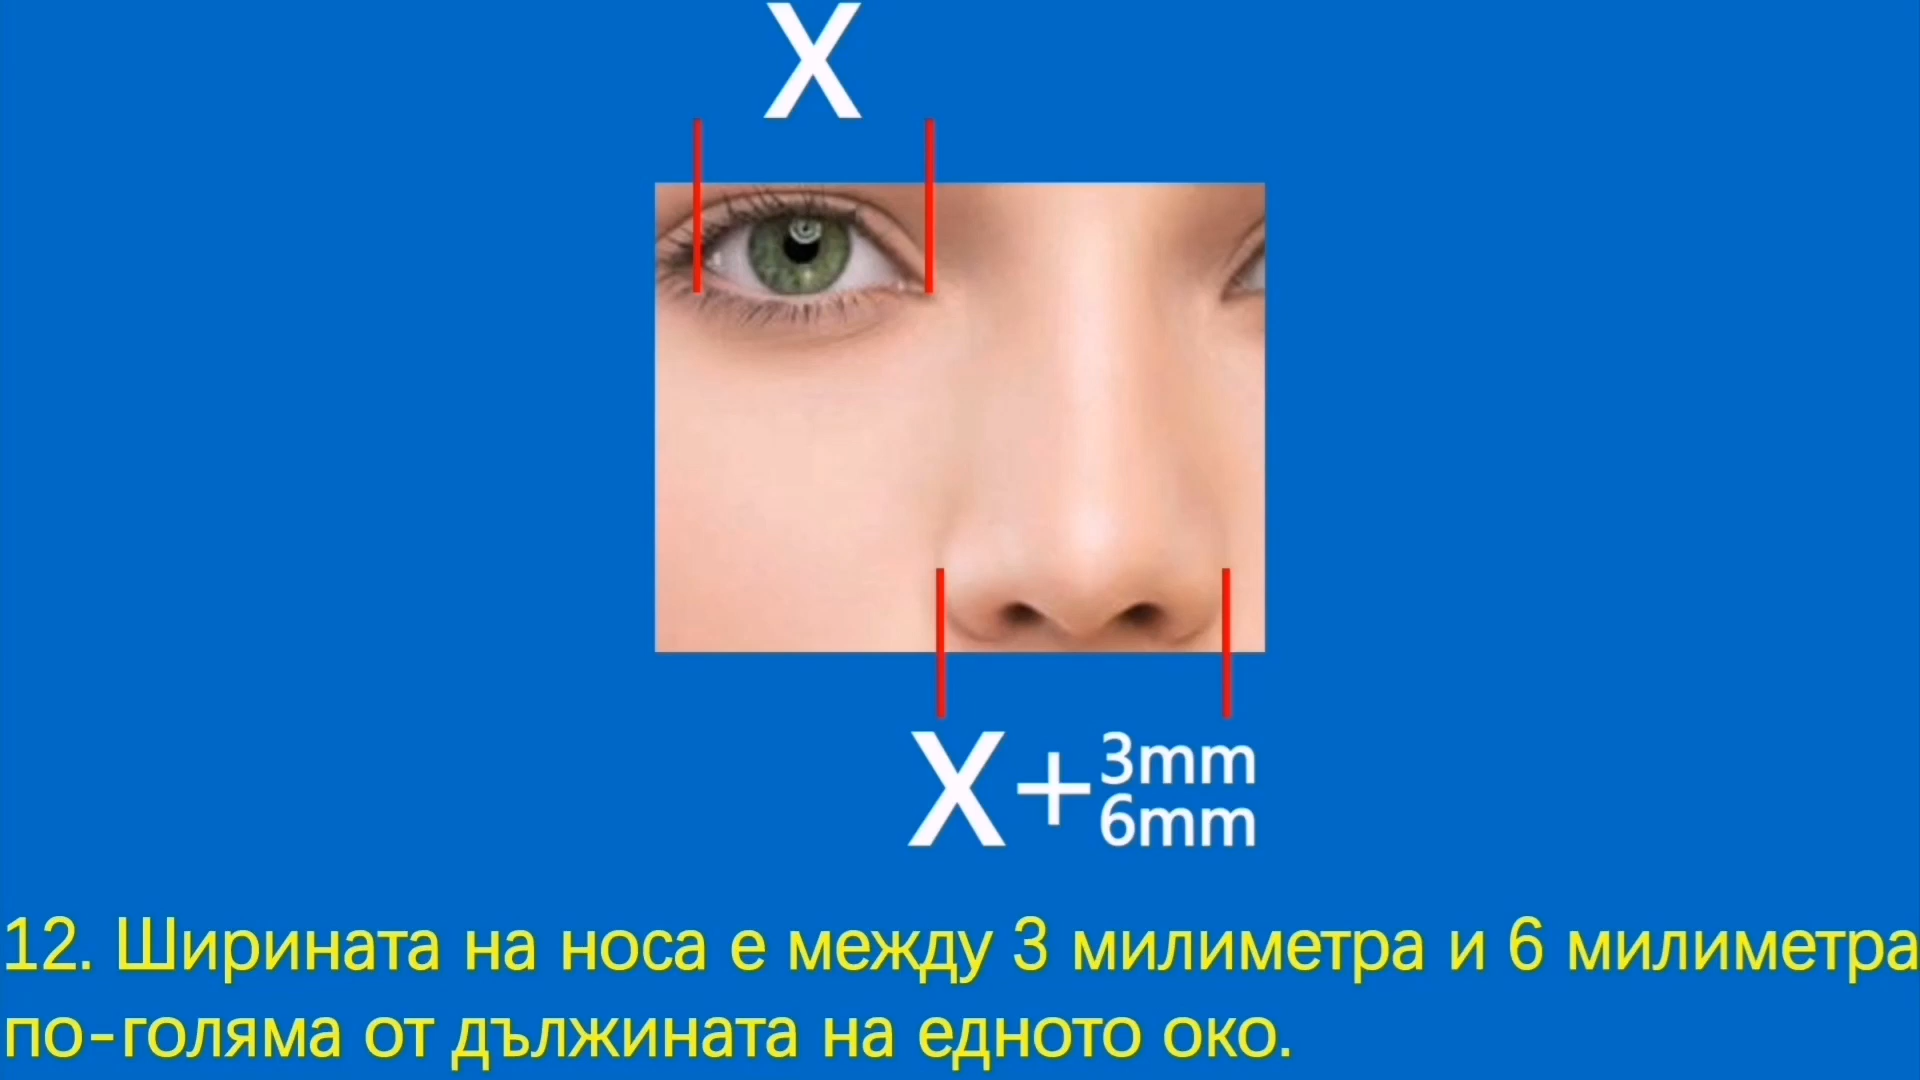 X
X+3mm
6mm
12. Ширината на носа е между 3 милиметра и 6 милиметра
по-голяма от дължината на едното око.